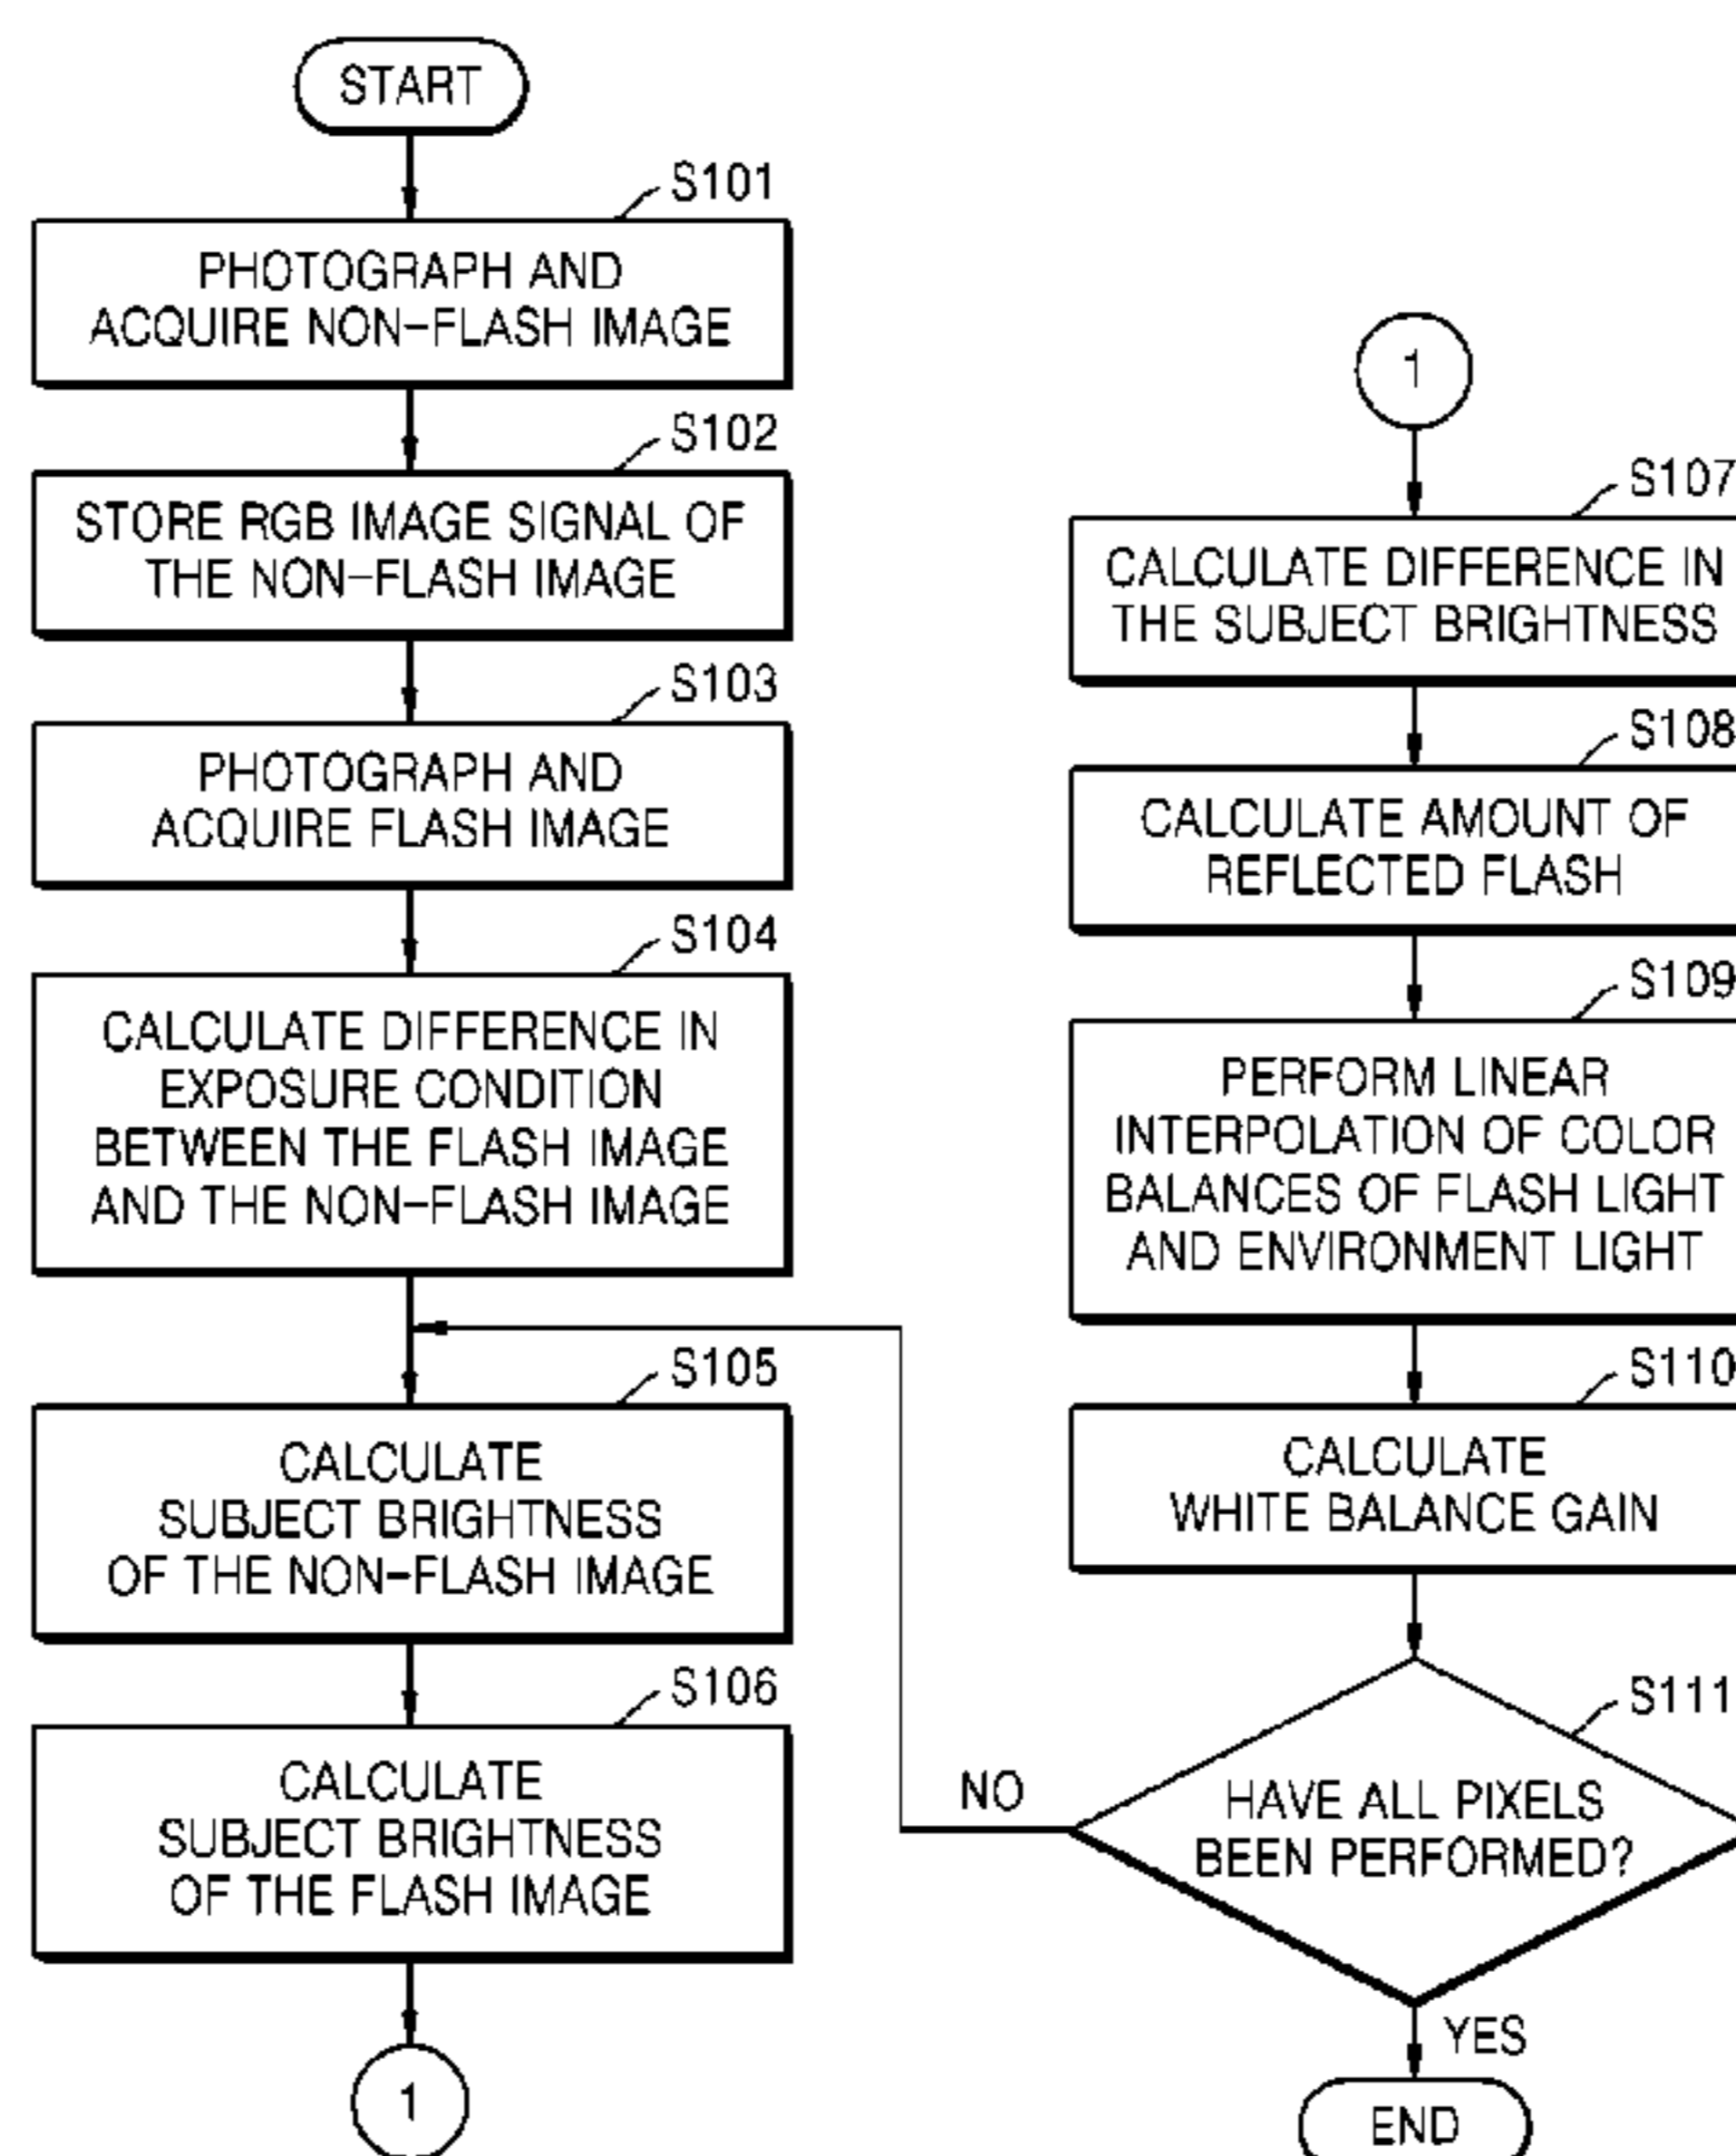 START
S101
PHOTOGRAPH AND
ACQUIRE NON-FLASH IMAGE
S102
STORE RGB IMAGE SIGNAL OF
THE NON-FLASH IMAGE
S103
PHOTOGRAPH AND
ACQUIRE FLASH IMAGE
S104
CALCULATE DIFFERENCE IN
EXPOSURE CONDITION
BETWEEN THE FLASH IMAGE
AND THE NON-FLASH IMAGE
S105
CALCULATE
SUBJECT BRIGHTNESS
OF THE NON-FLASH IMAGE
S106
CALCULATE
SUBJECT BRIGHTNESS
OF THE FLASH IMAGE
1
1
S107
CALCULATE DIFFERENCE IN
THE SUBJECT BRIGHTNESS
S108
CALCULATE AMOUNT OF
REFLECTED FLASH
S109
PERFORM LINEAR
INTERPOLATION OF COLOR
BALANCES OF FLASH LIGHT
AND ENVIRONMENT LIGHT
S110
CALCULATE
WHITE BALANCE GAIN
S111
HAVE ALL PIXELS
BEEN PERFORMED?
NO
YES
END